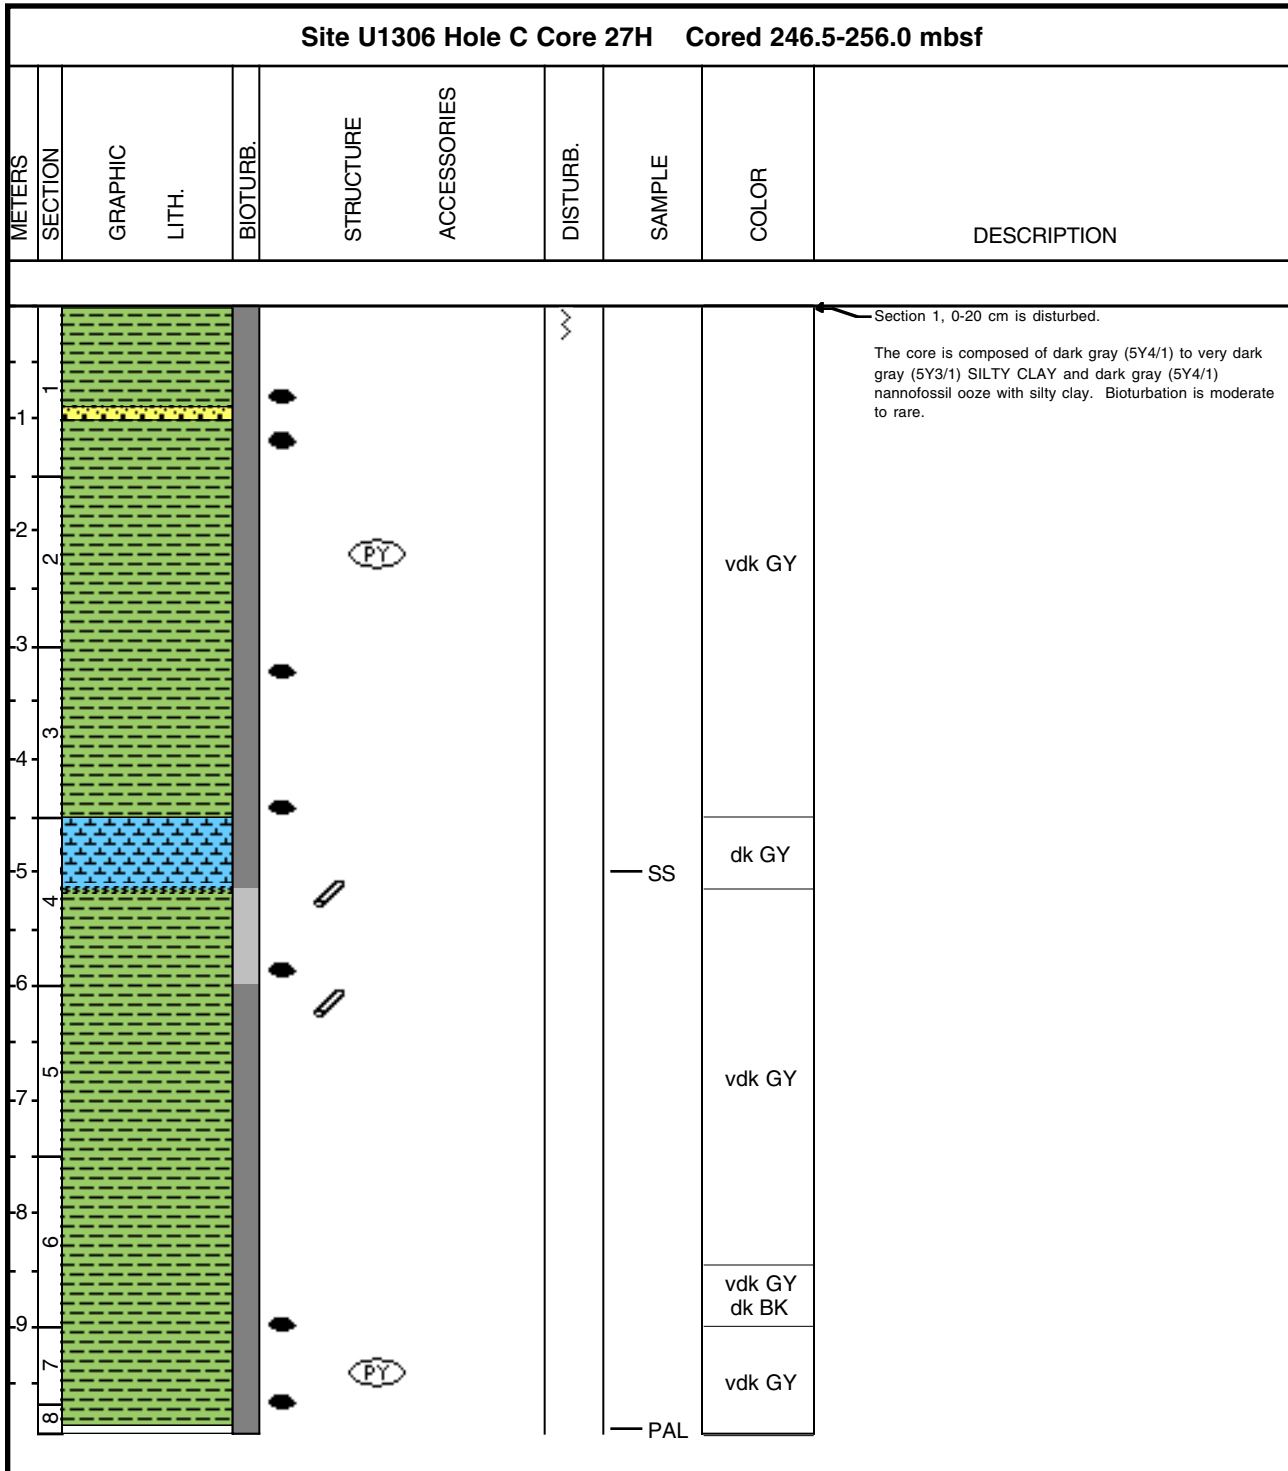 Site U1306 Hole C Core 27H Cored 246.5-256.0 mbsf
METERS
SECTION
GRAPHIC
LITH.
BIOTURB.
STRUCTURE
ACCESSORIES
DISTURB.
SAMPLE
COLOR
DESCRIPTION
Section 1, 0-20 cm is disturbed.
The core is composed of dark gray (5Y4/1) to very dark
gray (5Y3/1) SILTY CLAY and dark gray (5Y4/1)
nannofossil ooze with silty clay. Bioturbation is moderate
to rare.
1
1
2
2
PY
vdk GY
3
3
4
dk GY
5
SS
4
6
5
vdk GY
7
8
6
vdk GY
dk BK
9
7
PY
vdk GY
8
PAL